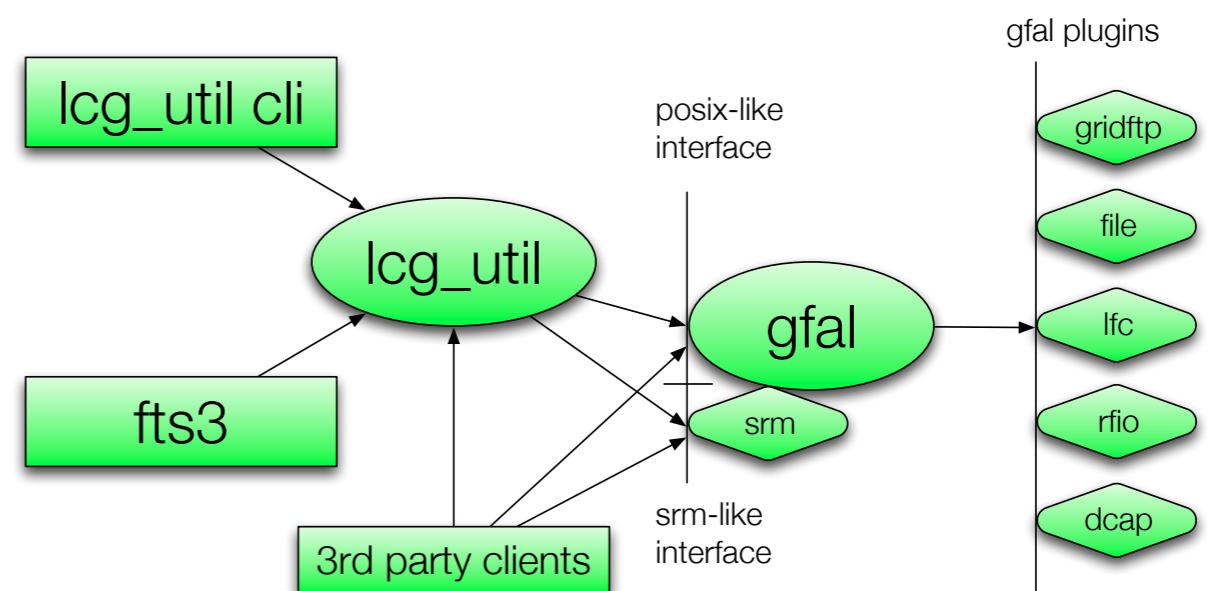 gfal plugins
lcg_util cli
posix-like
interface
gridftp
file
lcg_util
gfal
lfc
fts3
srm
rfio
srm-like
interface
dcap
3rd party clients